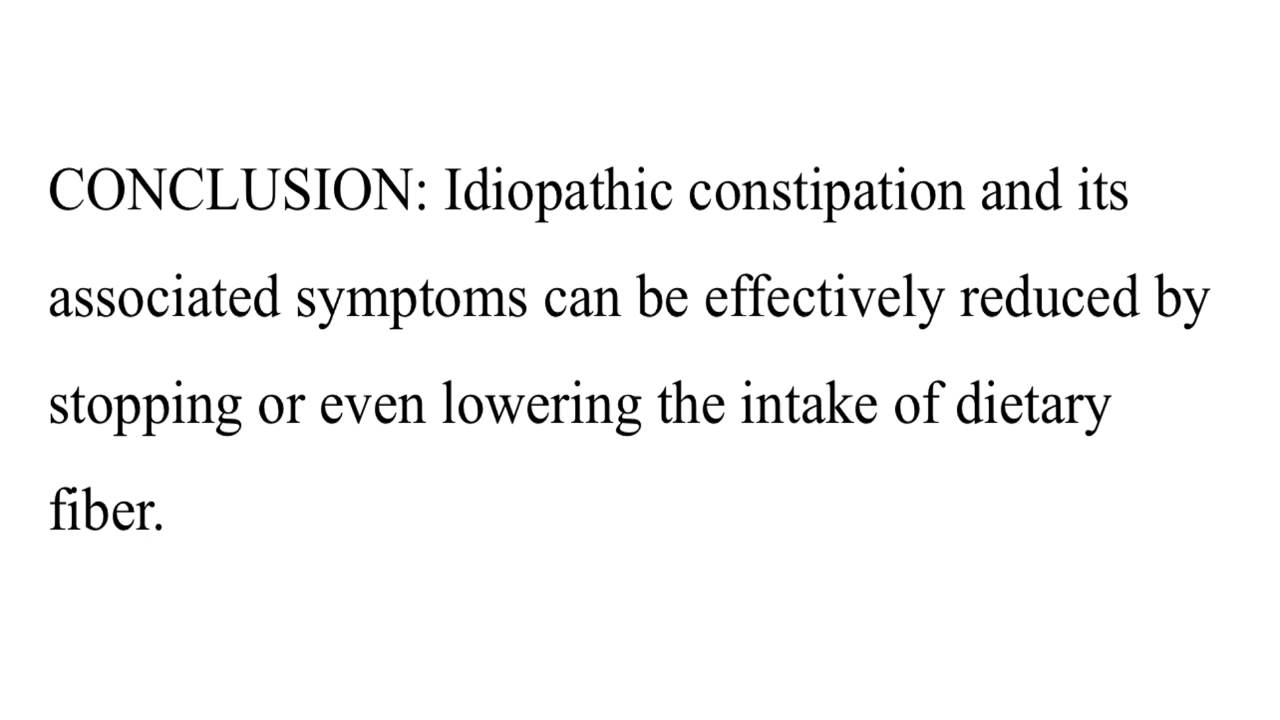 CONCLUSION: Idiopathic constipation and its
associated symptoms can be effectively reduced by
stopping or even lowering the intake of dietary
fiber.